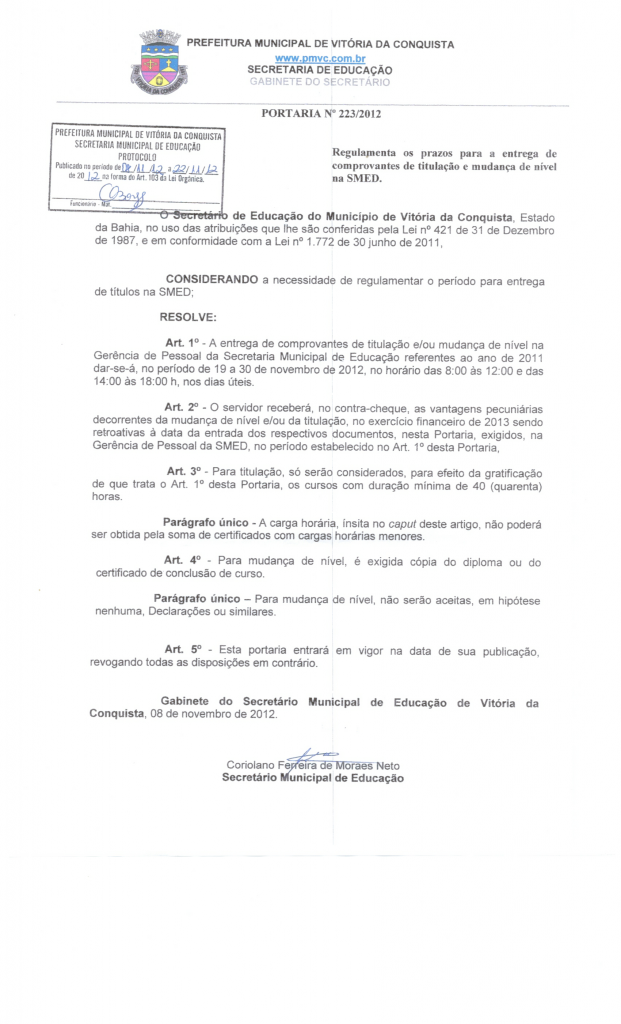 PREFEITURA MUNICIPAL DE VITÓRIA DA CONQUISTA
www.pmvc.com.br
SECRETARIA DE EDUCAÇÃO
GABINETE DO SECRETÁRIO
PORTARIA Nº 223/2012
PREFEITURA MUNICIPAL DE VITÓRIA DA CONQUISTA
SECRETARIA MUNICIPAL DE EDUCAÇÃO
PROTOCOLO
Publicado no período de 08/11/12 a 22/11/12
de 2012 na forma do Art. 103 da Lei Orgânica.
Funcionário - Mat.
Regulamenta os prazos para a entrega de
comprovantes de titulação e mudança de nível
na SMED.
O Secretário de Educação do Município de Vitória da Conquista, Estado
da Bahia, no uso das atribuições que lhe são conferidas pela Lei nº 421 de 31 de Dezembro
de 1987, e em conformidade com a Lei nº 1.772 de 30 junho de 2011,
CONSIDERANDO a necessidade de regulamentar o período para entrega
de títulos na SMED;
RESOLVE:
Art. 1º - A entrega de comprovantes de titulação e/ou mudança de nível na
Gerência de Pessoal da Secretaria Municipal de Educação referentes ao ano de 2011
dar-se-á, no período de 19 a 30 de novembro de 2012, no horário das 8:00 às 12:00 e das
14:00 às 18:00 h, nos dias úteis.
Art. 2º - O servidor receberá, no contra-cheque, as vantagens pecuniárias
decorrentes da mudança de nível e/ou da titulação, no exercício financeiro de 2013 sendo
retroativas à data da entrada dos respectivos documentos, nesta Portaria, exigidos, na
Gerência de Pessoal da SMED, no período estabelecido no Art. 1º desta Portaria,
Art. 3º - Para titulação, só serão considerados, para efeito da gratificação
de que trata o Art. 1º desta Portaria, os cursos com duração mínima de 40 (quarenta)
horas.
Parágrafo único - A carga horária, ínsita no caput deste artigo, não poderá
ser obtida pela soma de certificados com cargas horárias menores.
Art. 4º - Para mudança de nível, é exigida cópia do diploma ou do
certificado de conclusão de curso.
Parágrafo único – Para mudança de nível, não serão aceitas, em hipótese
nenhuma, Declarações ou similares.
Art. 5º - Esta portaria entrará em vigor na data de sua publicação,
revogando todas as disposições em contrário.
Gabinete do Secretário Municipal de Educação de Vitória da
Conquista, 08 de novembro de 2012.
Coriolano Ferreira de Moraes Neto
Secretário Municipal de Educação